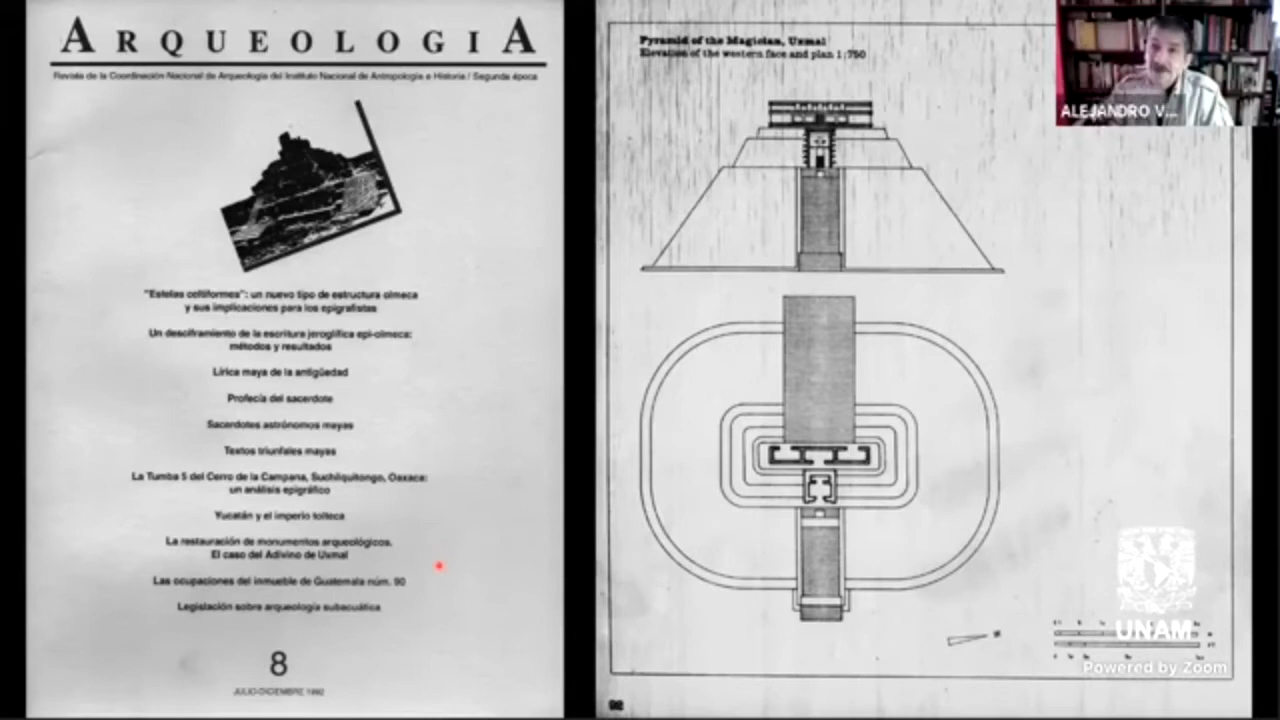 ARQUEOLOGIA
Revista de la Coordinación Nacional de Arqueología del Instituto Nacional de Antropología e Historia / Segunda época
"Estelas celtiformes": un nuevo tipo de estructura olmeca
y sus implicaciones para los epigrafistas
Un desciframiento de la escritura jeroglífica epi-olmeca:
métodos y resultados
Lírica maya de la antigüedad
Profecía del sacerdote
Sacerdotes astrónomos mayas
Textos triunfales mayas
La Tumba 5 del Cerro de la Campana, Suchilquitongo, Oaxaca:
un análisis epigráfico
Yucatán y el imperio tolteca
La restauración de monumentos arqueológicos.
El caso del Adivino de Uxmal
Las ocupaciones del inmueble de Guatemala núm. 90
Legislación sobre arqueología subacuática
8
JULIO-DICIEMBRE 1992
Pyramid of the Magician, Uxmal
Elevation of the western face and plan 1:750
ALEJANDRO V...
UNAM
Powered by Zoom